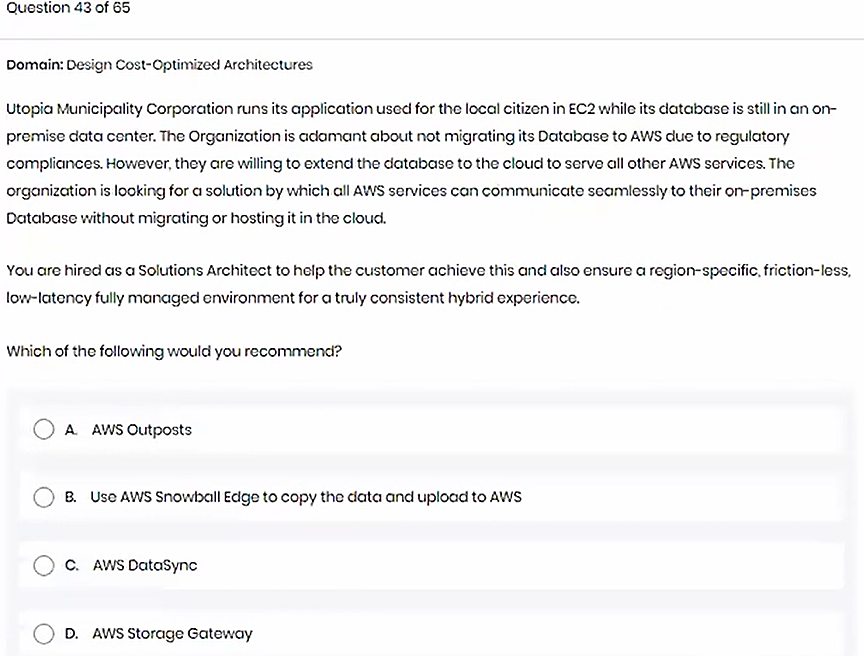 Question 43 of 65
Domain: Design Cost-Optimized Architectures
Utopia Municipality Corporation runs its application used for the local citizen in EC2 while its database is still in an on-
premise data center. The Organization is adamant about not migrating its Database to AWS due to regulatory
compliances. However, they are willing to extend the database to the cloud to serve all other AWS services. The
organization is looking for a solution by which all AWS services can communicate seamlessly to their on-premises
Database without migrating or hosting it in the cloud.
You are hired as a Solutions Architect to help the customer achieve this and also ensure a region-specific, friction-less,
low-latency fully managed environment for a truly consistent hybrid experience.
Which of the following would you recommend?
A. AWS Outposts
B. Use AWS Snowball Edge to copy the data and upload to AWS
C. AWS DataSync
D. AWS Storage Gateway